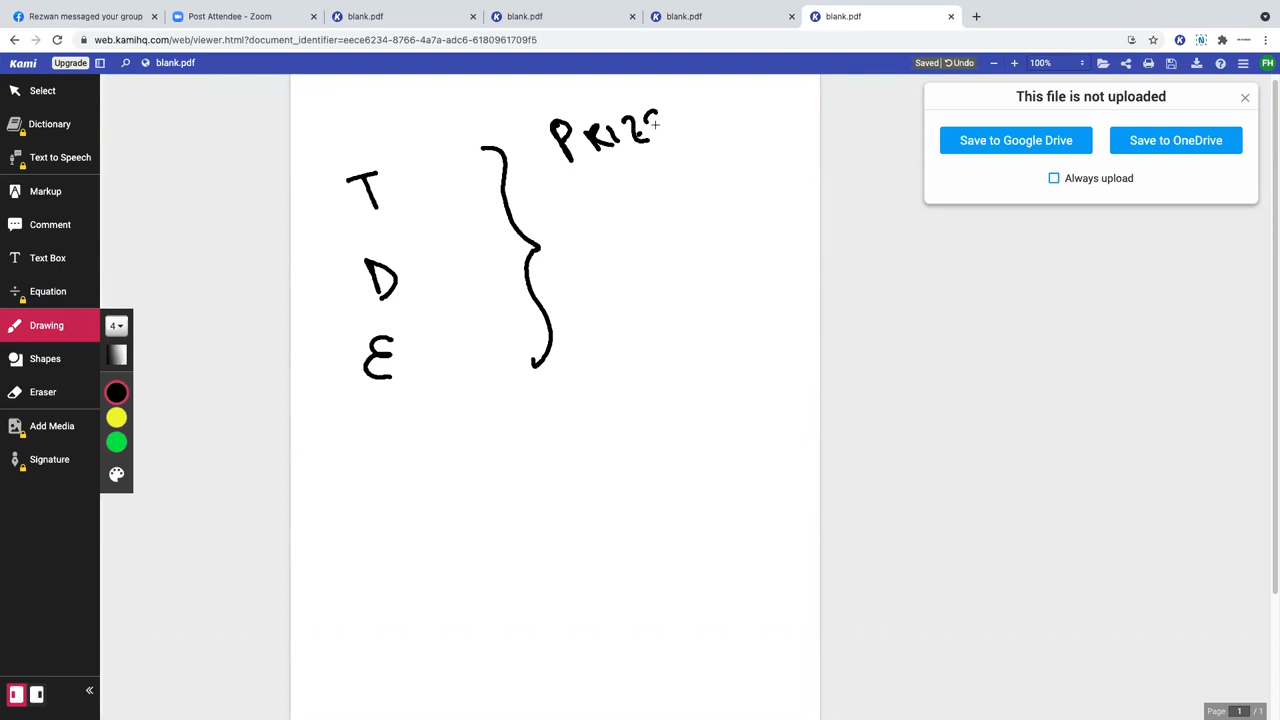 Rezwan messaged your group
Post Attendee - Zoom
blank.pdf
blank.pdf
blank.pdf
blank.pdf
web.kamihq.com/web/viewer.html?document_identifier=eece6234-8766-4a7a-adc6-6180961709f5
Kami
Upgrade
blank.pdf
Saved
Undo
100%
FH
Select
Dictionary
Text to Speech
Markup
Comment
Text Box
Equation
Drawing
Shapes
Eraser
Add Media
Signature
4
This file is not uploaded
Save to Google Drive
Save to OneDrive
Always upload
T
D
E
Page 1 / 1